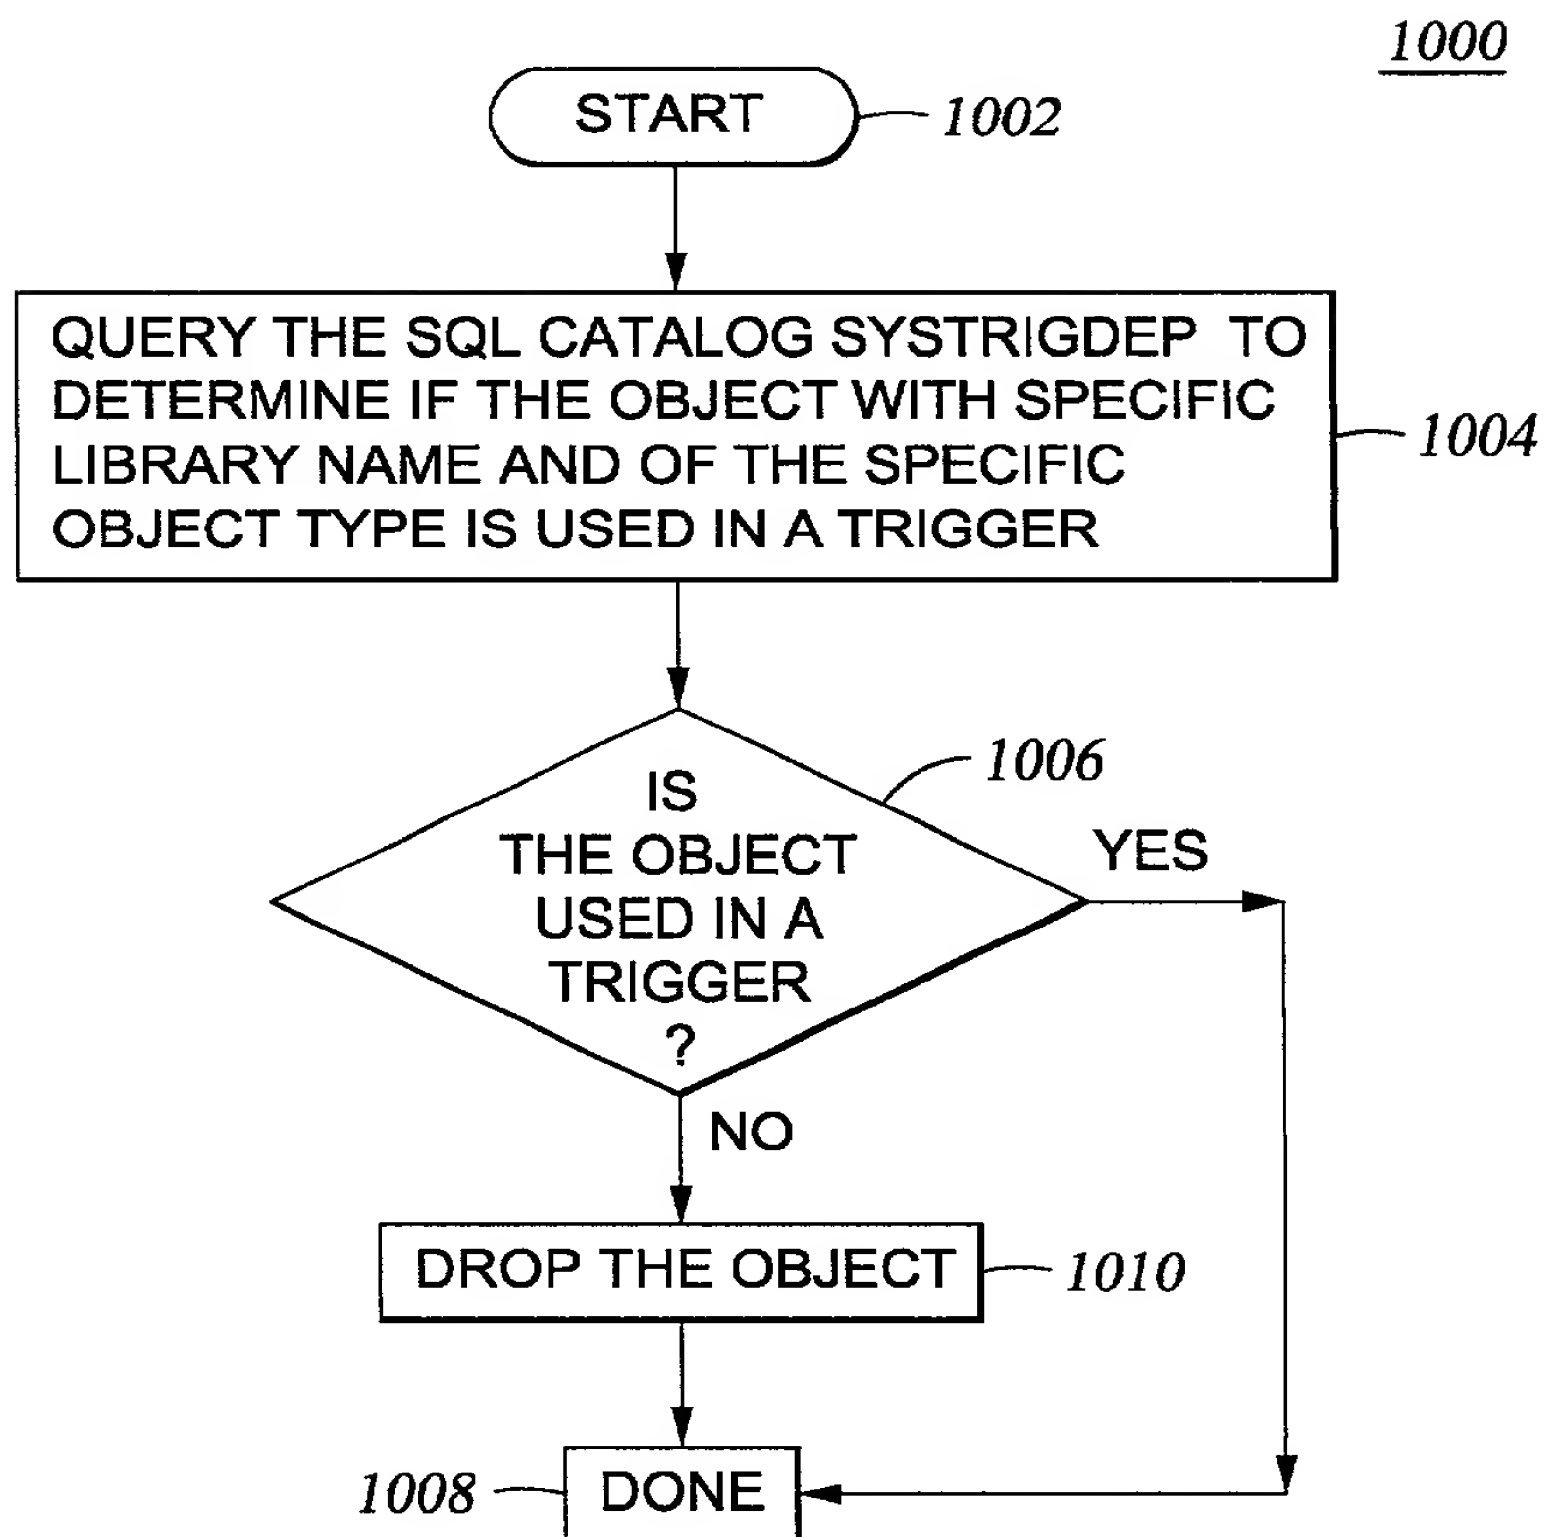 1000
START
1002
QUERY THE SQL CATALOG SYSTRIGDEP TO
DETERMINE IF THE OBJECT WITH SPECIFIC
LIBRARY NAME AND OF THE SPECIFIC
OBJECT TYPE IS USED IN A TRIGGER
1004
IS
THE OBJECT
USED IN A
TRIGGER
?
1006
YES
NO
DROP THE OBJECT
1010
1008
DONE